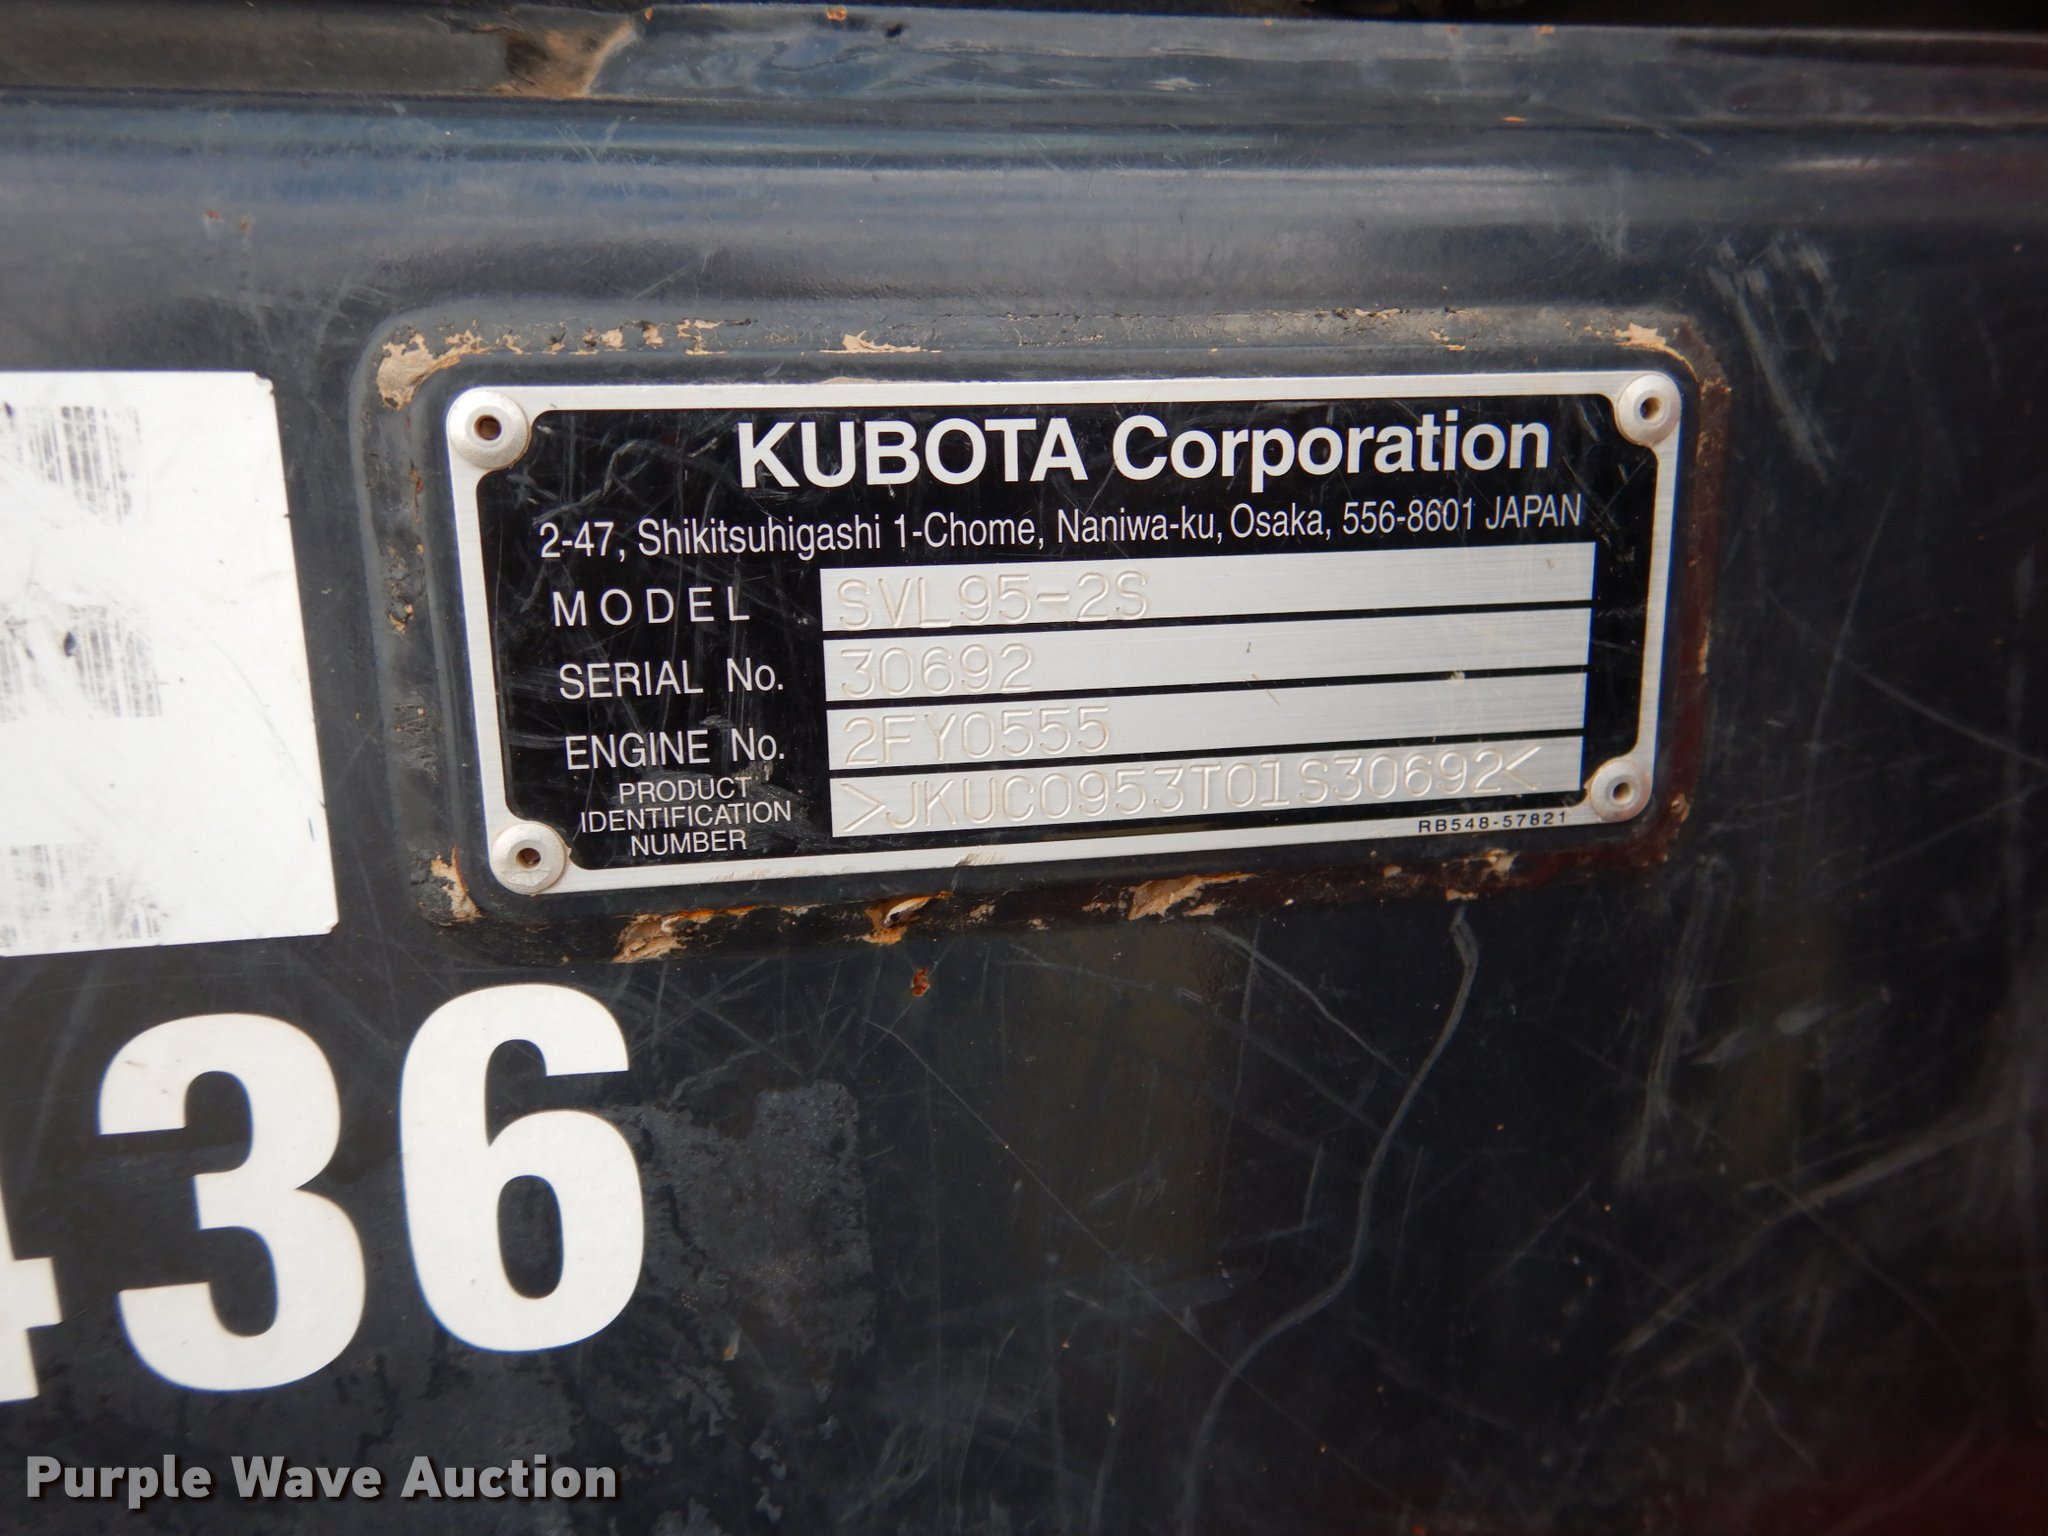 KUBOTA Corporation
2-47, Shikitsuhigashi 1-Chome, Naniwa-ku, Osaka, 556-8601 JAPAN
MODEL SVL95-2S
SERIAL No. 30692
ENGINE No. 2FY0555
PRODUCT
IDENTIFICATION
NUMBER
>JKUC0953T01S30692<
RB548-57821
436
Purple Wave Auction